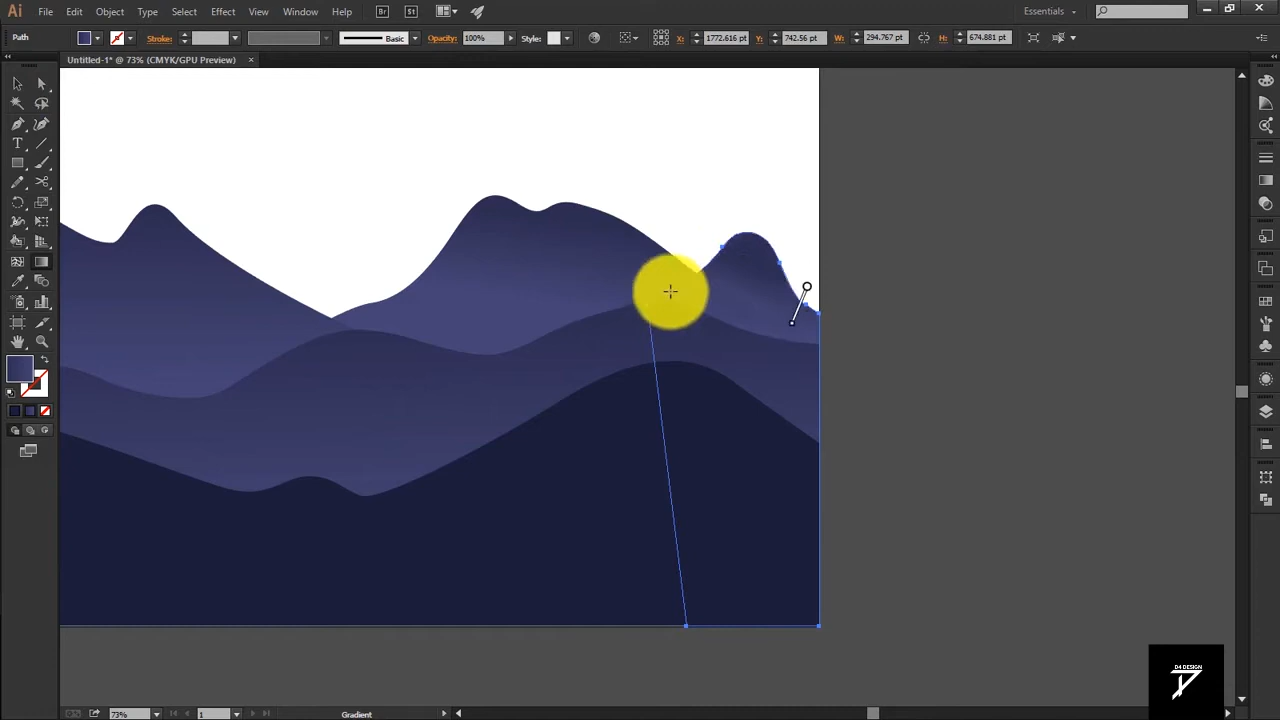 Ai File Edit Object Type Select Effect View Window Help Br St Essentials
Path Stroke: Basic Opacity: 100% Style: X: 1772.616 pt Y: 742.56 pt W: 294.767 pt H: 674.881 pt
Untitled-1* @ 73% (CMYK/GPU Preview) ×
T
D4 DESIGN
73% 1 Gradient